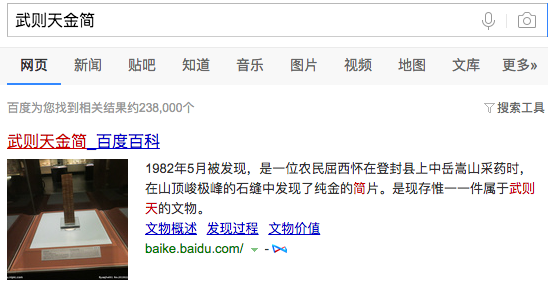 武则天金简
网页 新闻 贴吧 知道 音乐 图片 视频 地图 文库 更多»
百度为您找到相关结果约238,000个 搜索工具
武则天金简_百度百科
1982年5月被发现，是一位农民屈西怀在登封县上中岳嵩山采药时，
在山顶峻极峰的石缝中发现了纯金的简片。是现存惟一一件属于武则
天的文物。
文物概述 发现过程 文物价值
baike.baidu.com/ -